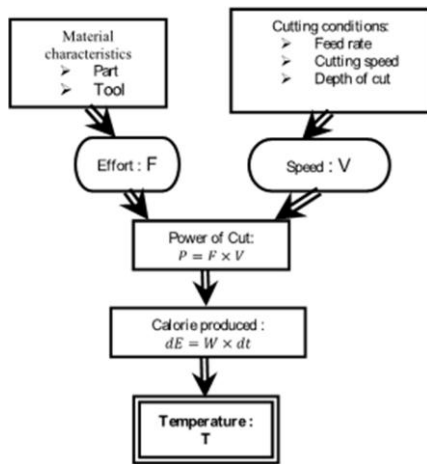 Material
characteristics
➢ Part
➢ Tool
Cutting conditions:
➢ Feed rate
➢ Cutting speed
➢ Depth of cut
Effort : F
Speed : V
Power of Cut:
P = F × V
Calorie produced :
dE = W × dt
Temperature :
T